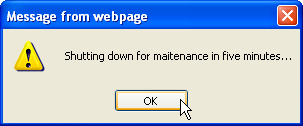 Message from webpage
Shutting down for maitenance in five minutes...
OK